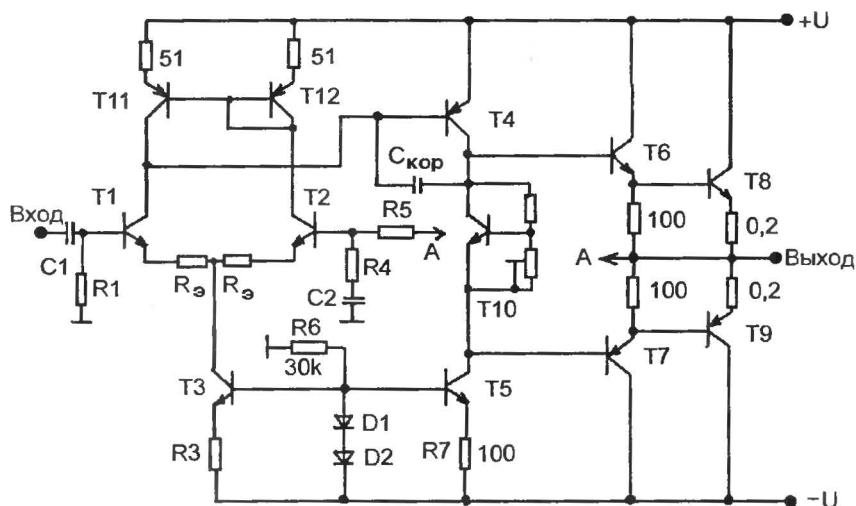 +U
51
51
T11
T12
T4
Cкор
T6
T8
T1
T2
Вход
R5
100
0,2
A
A
Выход
C1
R1
Rэ
Rэ
R4
C2
T10
100
0,2
R6
30k
T7
T9
T3
T5
D1
R3
D2
R7
100
−U